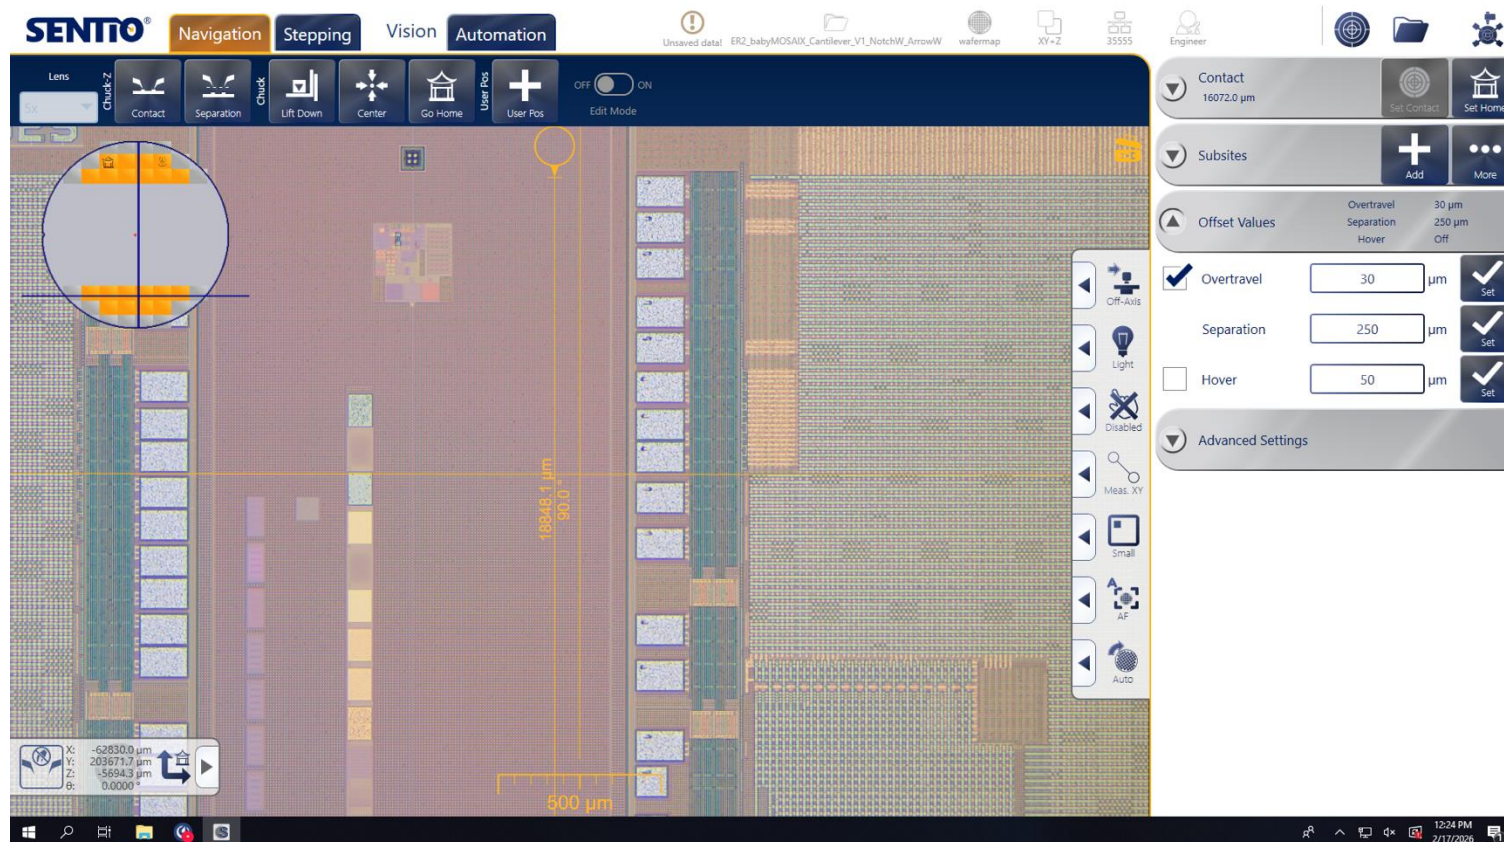 SENTIO®
Navigation
Stepping
Vision
Automation
Unsaved data!
ER2_babyMOSAIX_Cantilever_V1_NotchW_ArrowW
wafermap
XY+Z
35555
Engineer
Lens
5x
Chuck-Z
Contact
Separation
Chuck
Lift Down
Center
Go Home
User Pos
User Pos
OFF
ON
Edit Mode
Contact
16072.0 µm
Set Contact
Set Home
Subsites
Add
More
Offset Values
Overtravel 30 µm
Separation 250 µm
Hover Off
Overtravel 30 µm Set
Separation 250 µm Set
Hover 50 µm Set
Advanced Settings
Off-Axis
Light
Disabled
Meas. XY
Small
A
AF
Auto
18848.1 µm
90.0 °
500 µm
X: -62830.0 µm
Y: 203671.7 µm
Z: -5694.3 µm
θ: 0.0000 °
12:24 PM
2/17/2026